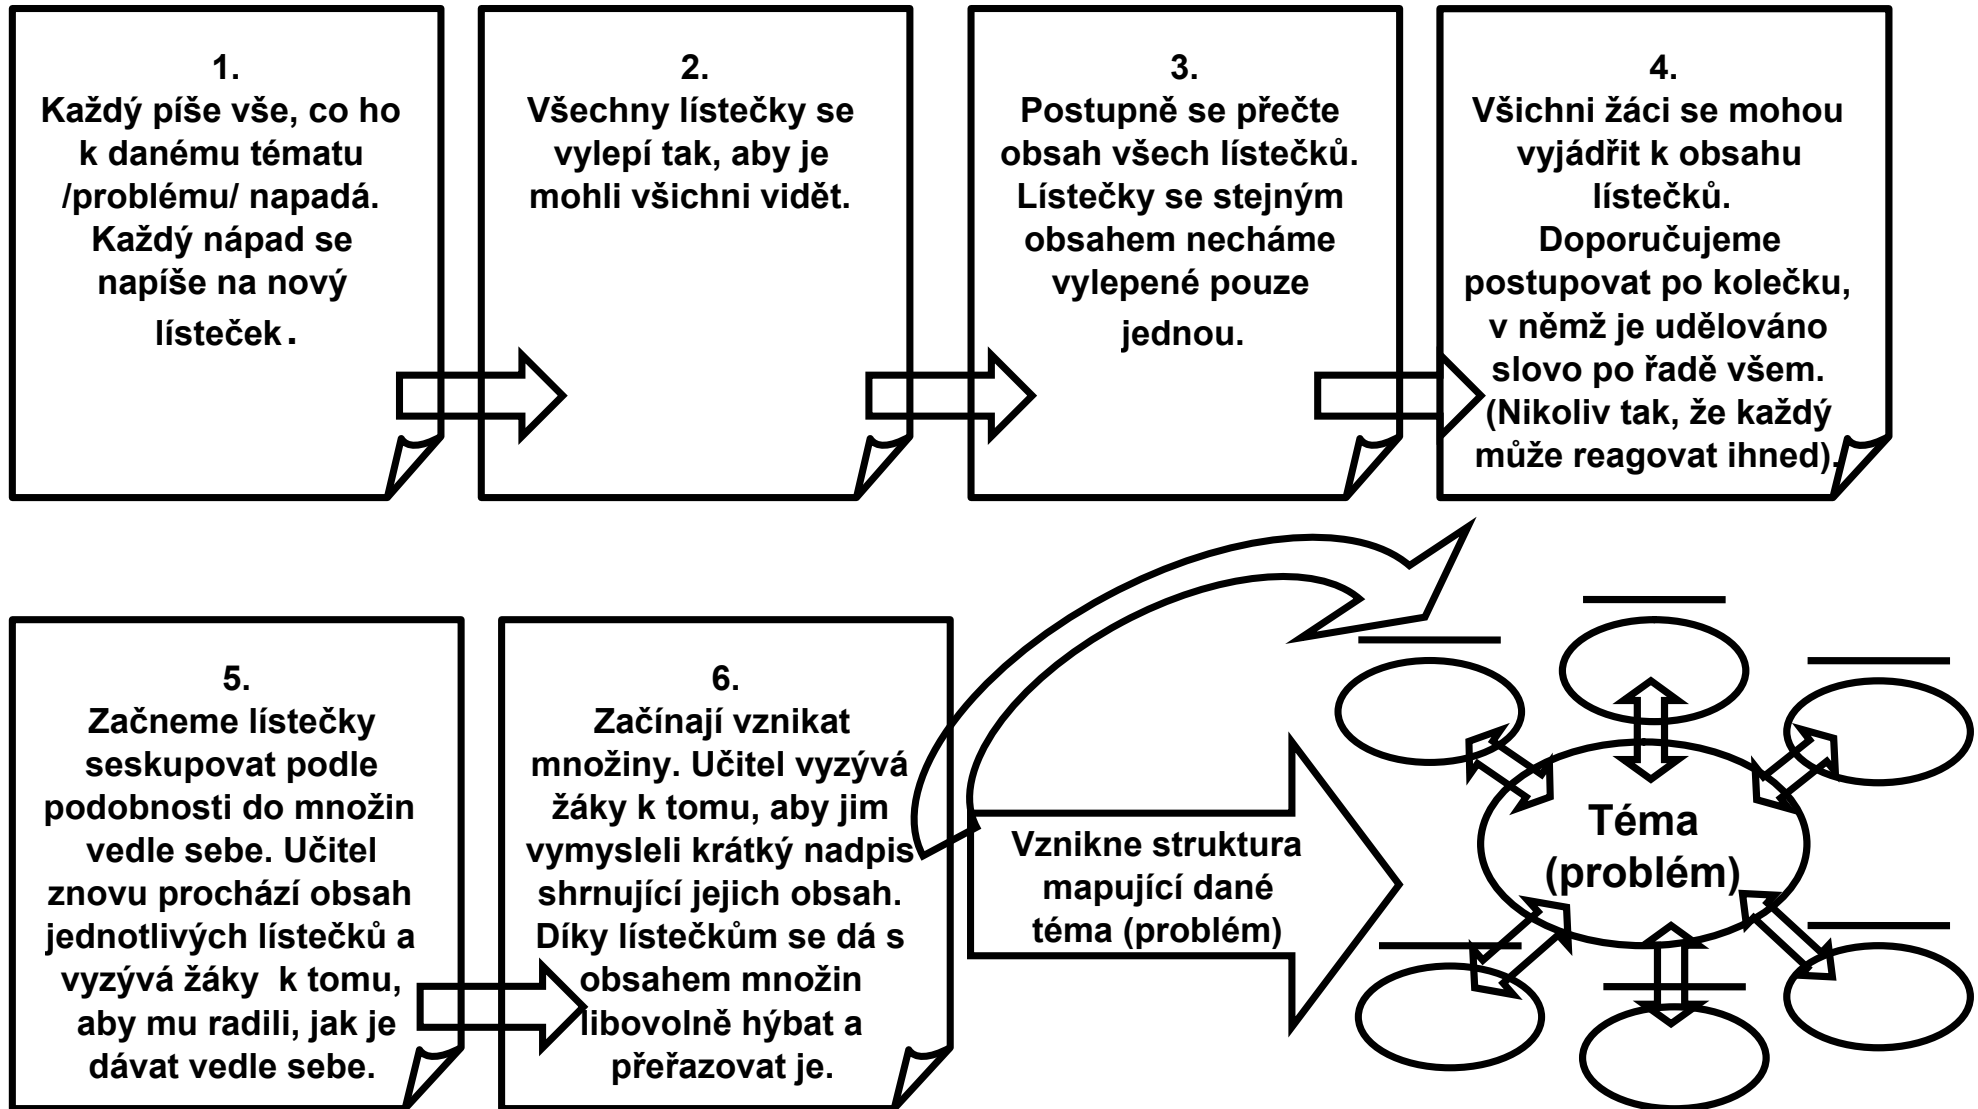 1.
Každý píše vše, co ho
k danému tématu
/problému/ napadá.
Každý nápad se
napíše na nový
lísteček.
2.
Všechny lístečky se
vylepí tak, aby je
mohli všichni vidět.
3.
Postupně se přečte
obsah všech lístečků.
Lístečky se stejným
obsahem necháme
vylepené pouze
jednou.
4.
Všichni žáci se mohou
vyjádřit k obsahu
lístečků.
Doporučujeme
postupovat po kolečku,
v němž je udělováno
slovo po řadě všem.
(Nikoliv tak, že každý
může reagovat ihned).
5.
Začneme lístečky
seskupovat podle
podobnosti do množin
vedle sebe. Učitel
znovu prochází obsah
jednotlivých lístečků a
vyzývá žáky k tomu,
aby mu radili, jak je
dávat vedle sebe.
6.
Začínají vznikat
množiny. Učitel vyzývá
žáky k tomu, aby jim
vymysleli krátký nadpis
shrnující jejich obsah.
Díky lístečkům se dá s
obsahem množin
libovolně hýbat a
přeřazovat je.
Vznikne struktura
mapující dané
téma (problém)
Téma
(problém)